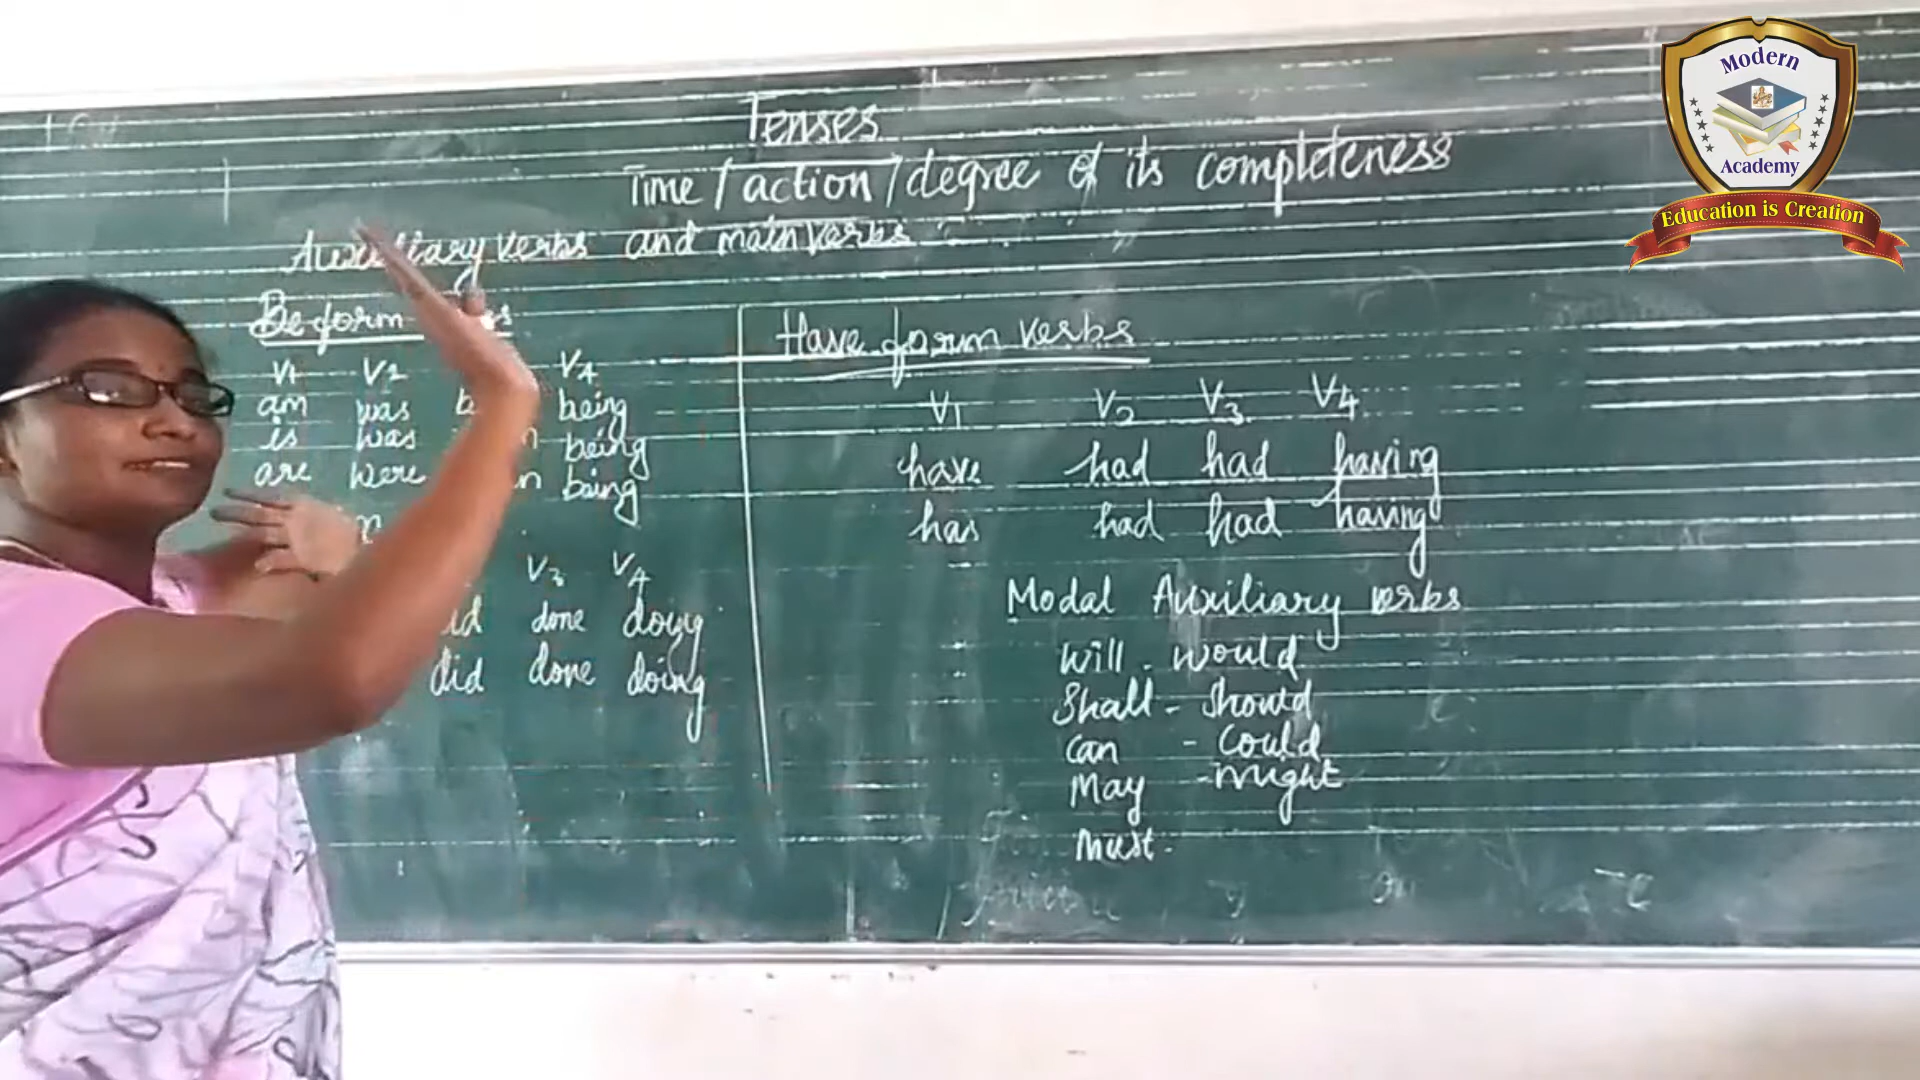 Tenses
Time / action / degree of its completeness
Auxiliary verbs and main verbs
Be form
V1 V2 V4
am was being
is was being
are were being
V3 V4
done doing
did done doing
Have form verbs
V1 V2 V3 V4
have had had having
has had had having
Modal Auxiliary verbs
Will - would
Shall - Should
Can - Could
May - might
Must
Modern
Academy
Education is Creation